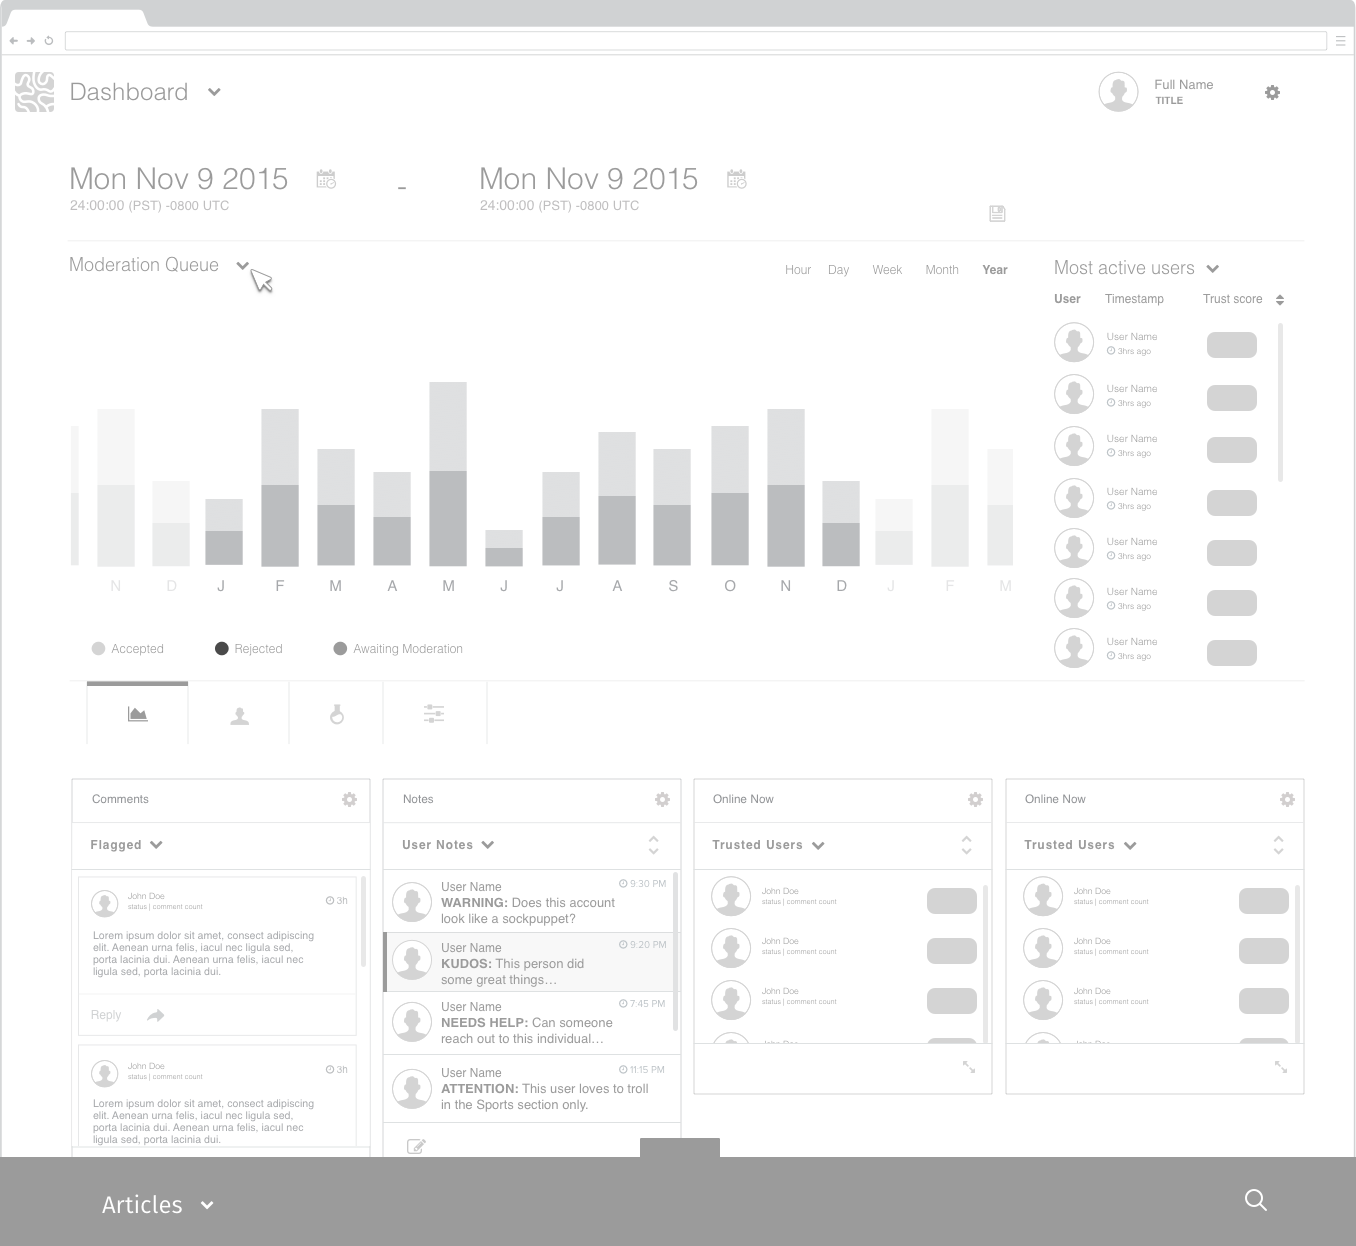 Dashboard
Full Name
TITLE
Mon Nov 9 2015 - Mon Nov 9 2015
24:00:00 (PST) -0800 UTC 24:00:00 (PST) -0800 UTC
Moderation Queue
Hour Day Week Month Year
N D J F M A M J J A S O N D J F M
Accepted Rejected Awaiting Moderation
Most active users
User Timestamp Trust score
User Name
3hrs ago
User Name
3hrs ago
User Name
3hrs ago
User Name
3hrs ago
User Name
3hrs ago
User Name
3hrs ago
User Name
3hrs ago
Comments
Flagged
John Doe
status | comment count
3h
Lorem ipsum dolor sit amet, consect adipiscing
elit. Aenean urna felis, iacul nec ligula sed,
porta lacinia dui. Aenean urna felis, iacul nec
ligula sed, porta lacinia dui.
Reply
John Doe
status | comment count
3h
Lorem ipsum dolor sit amet, consect adipiscing
elit. Aenean urna felis, iacul nec ligula sed,
porta lacinia dui. Aenean urna felis, iacul nec
ligula sed, porta lacinia dui.
Notes
User Notes
User Name 9:30 PM
WARNING: Does this account
look like a sockpuppet?
User Name 9:20 PM
KUDOS: This person did
some great things…
User Name 7:45 PM
NEEDS HELP: Can someone
reach out to this individual…
User Name 11:15 PM
ATTENTION: This user loves to troll
in the Sports section only.
Online Now
Trusted Users
John Doe
status | comment count
John Doe
status | comment count
John Doe
status | comment count
John Doe
Online Now
Trusted Users
John Doe
status | comment count
John Doe
status | comment count
John Doe
status | comment count
John Doe
Articles